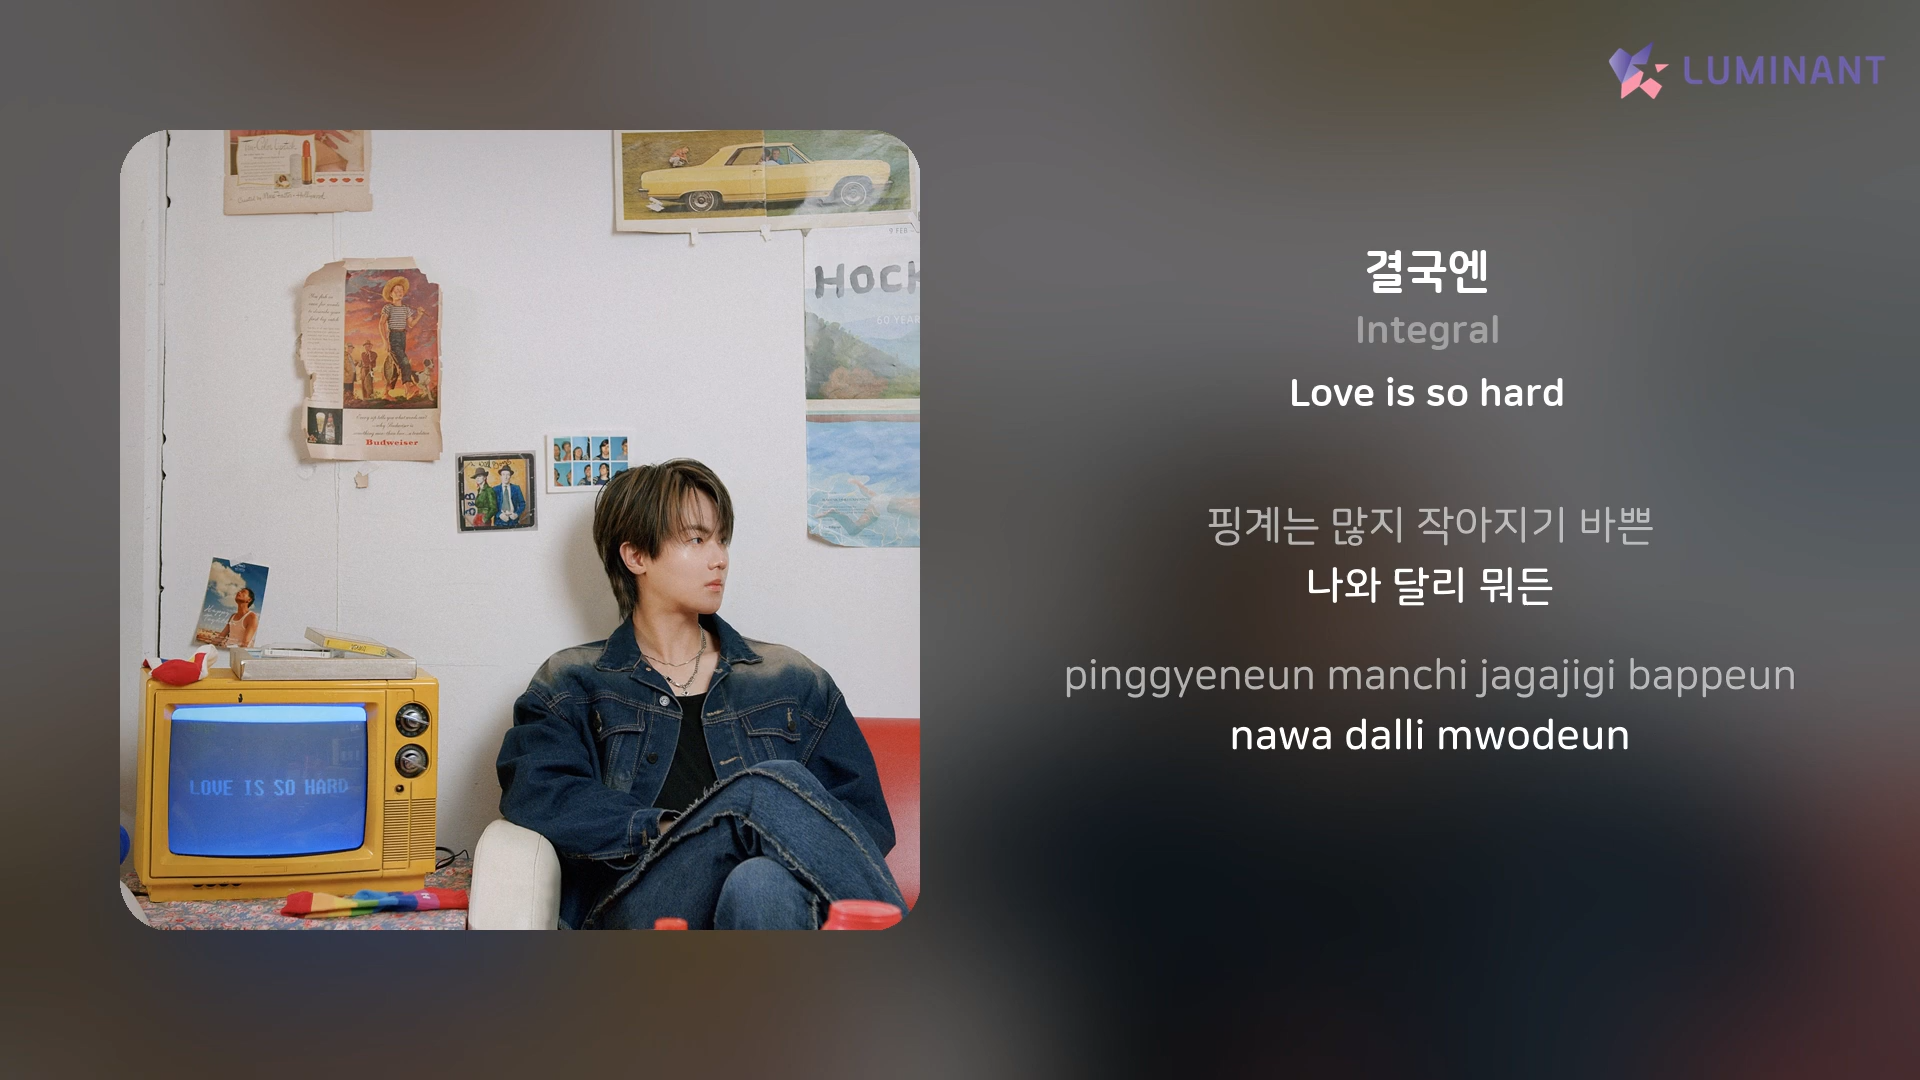 LUMINANT
HOCK
60 YEAR
Budweiser
LOVE IS SO HARD
결국엔
Integral
Love is so hard
핑계는 많지 작아지기 바쁜
나와 달리 뭐든
pinggyeneun manchi jagajigi bappeun
nawa dalli mwodeun